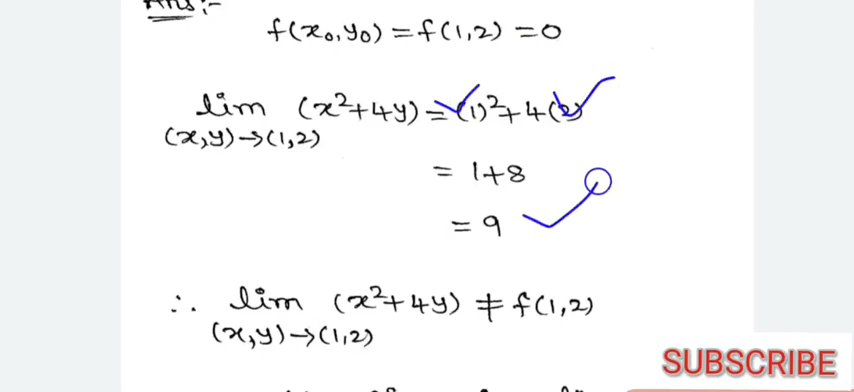 Ans:-
f(x₀,y₀) = f(1,2) = 0
lim (x²+4y) = (1)²+4(2)
(x,y)→(1,2)
= 1+8
= 9
∴ lim (x²+4y) ≠ f(1,2)
(x,y)→(1,2)
SUBSCRIBE